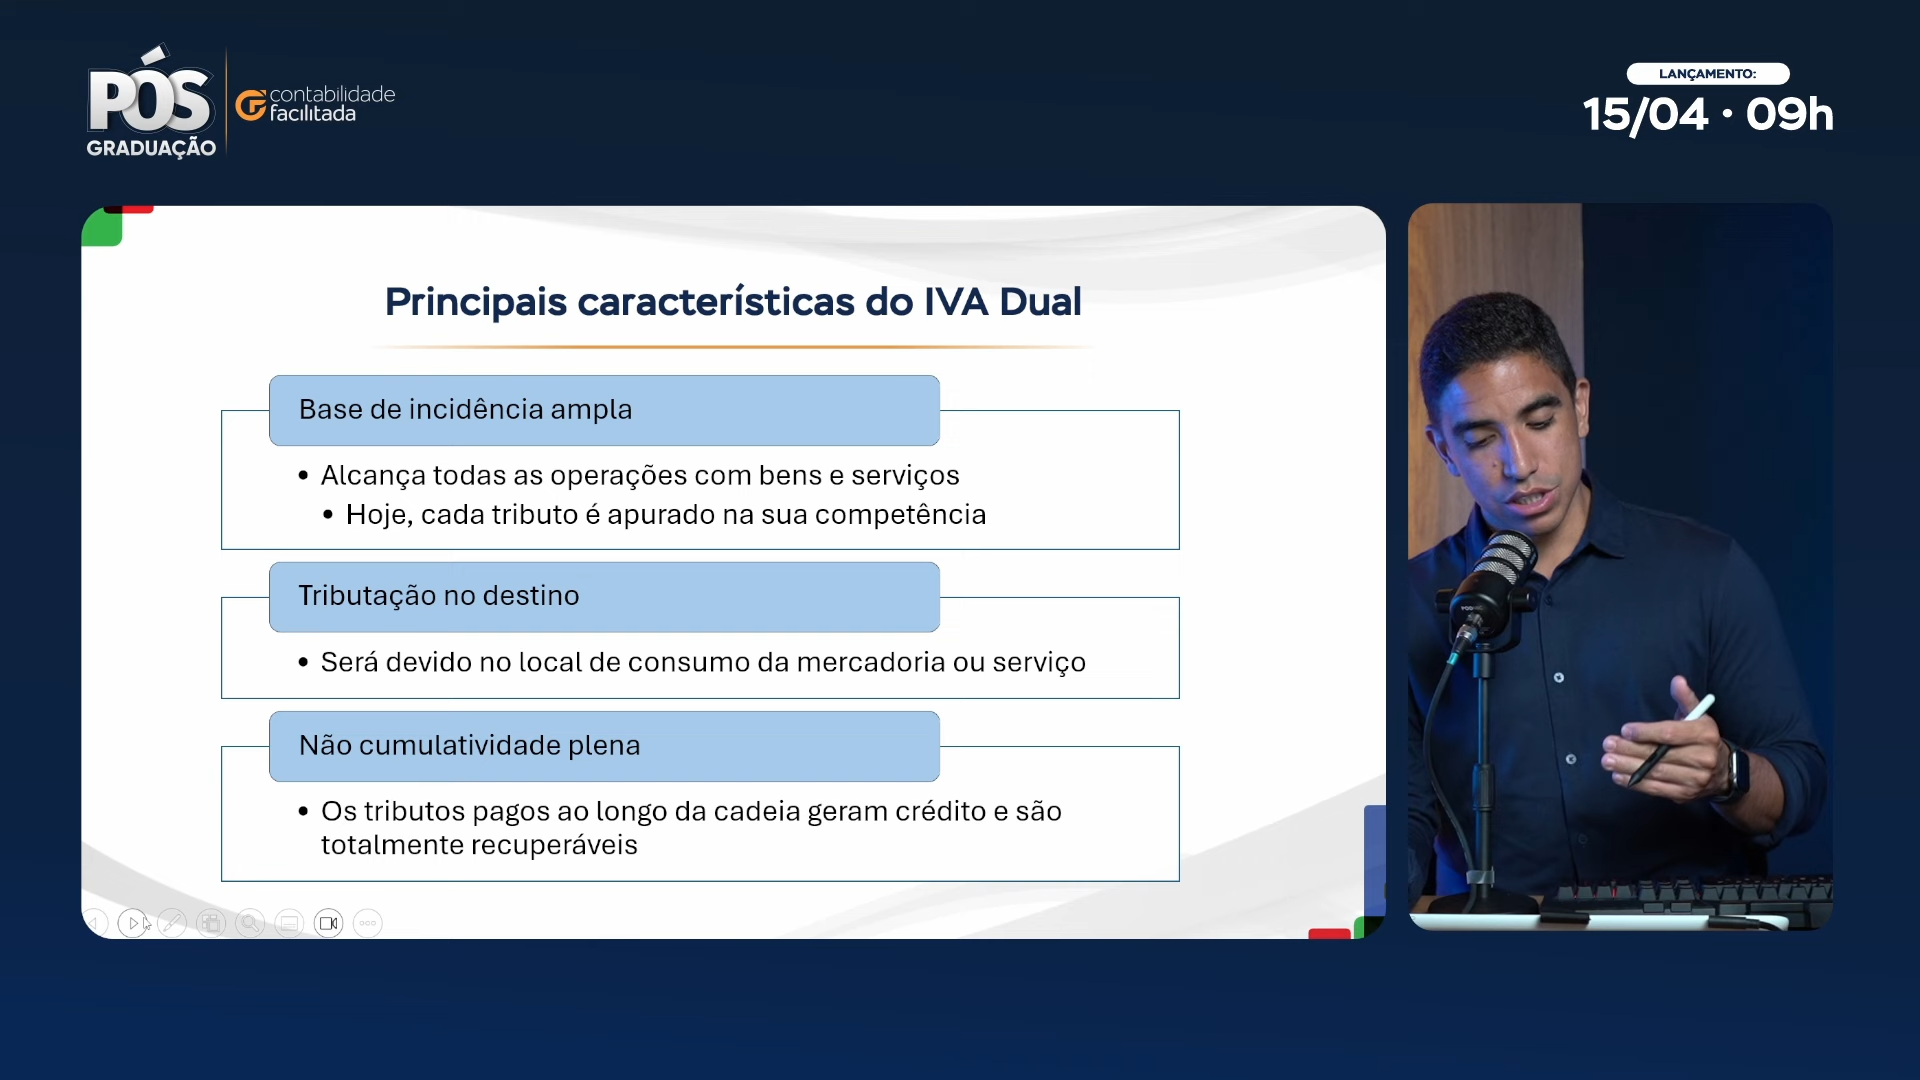 PÓS
GRADUAÇÃO
contabilidade
facilitada
LANÇAMENTO:
15/04 · 09h
Principais características do IVA Dual
Base de incidência ampla
• Alcança todas as operações com bens e serviços
• Hoje, cada tributo é apurado na sua competência
Tributação no destino
• Será devido no local de consumo da mercadoria ou serviço
Não cumulatividade plena
• Os tributos pagos ao longo da cadeia geram crédito e são
totalmente recuperáveis